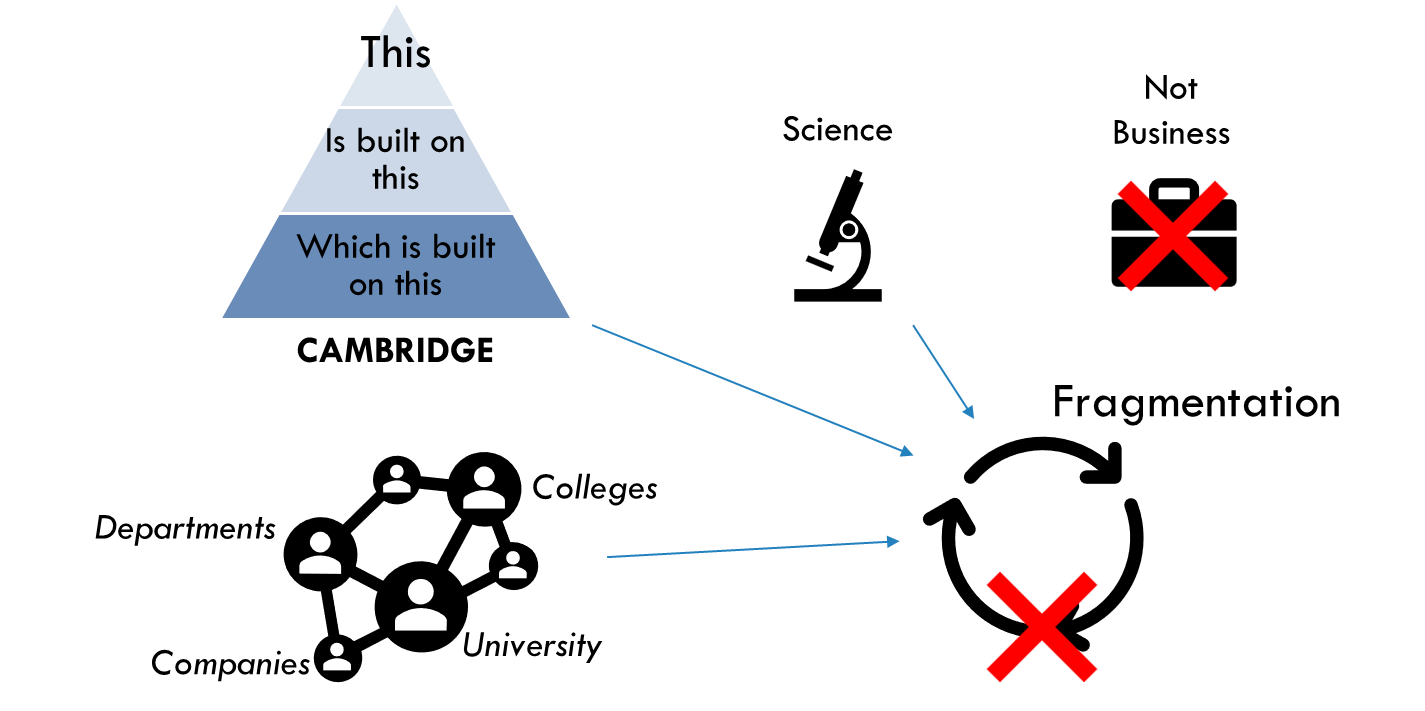 This
Is built on
this
Which is built
on this
CAMBRIDGE
Science
Not
Business
Fragmentation
Colleges
Departments
University
Companies